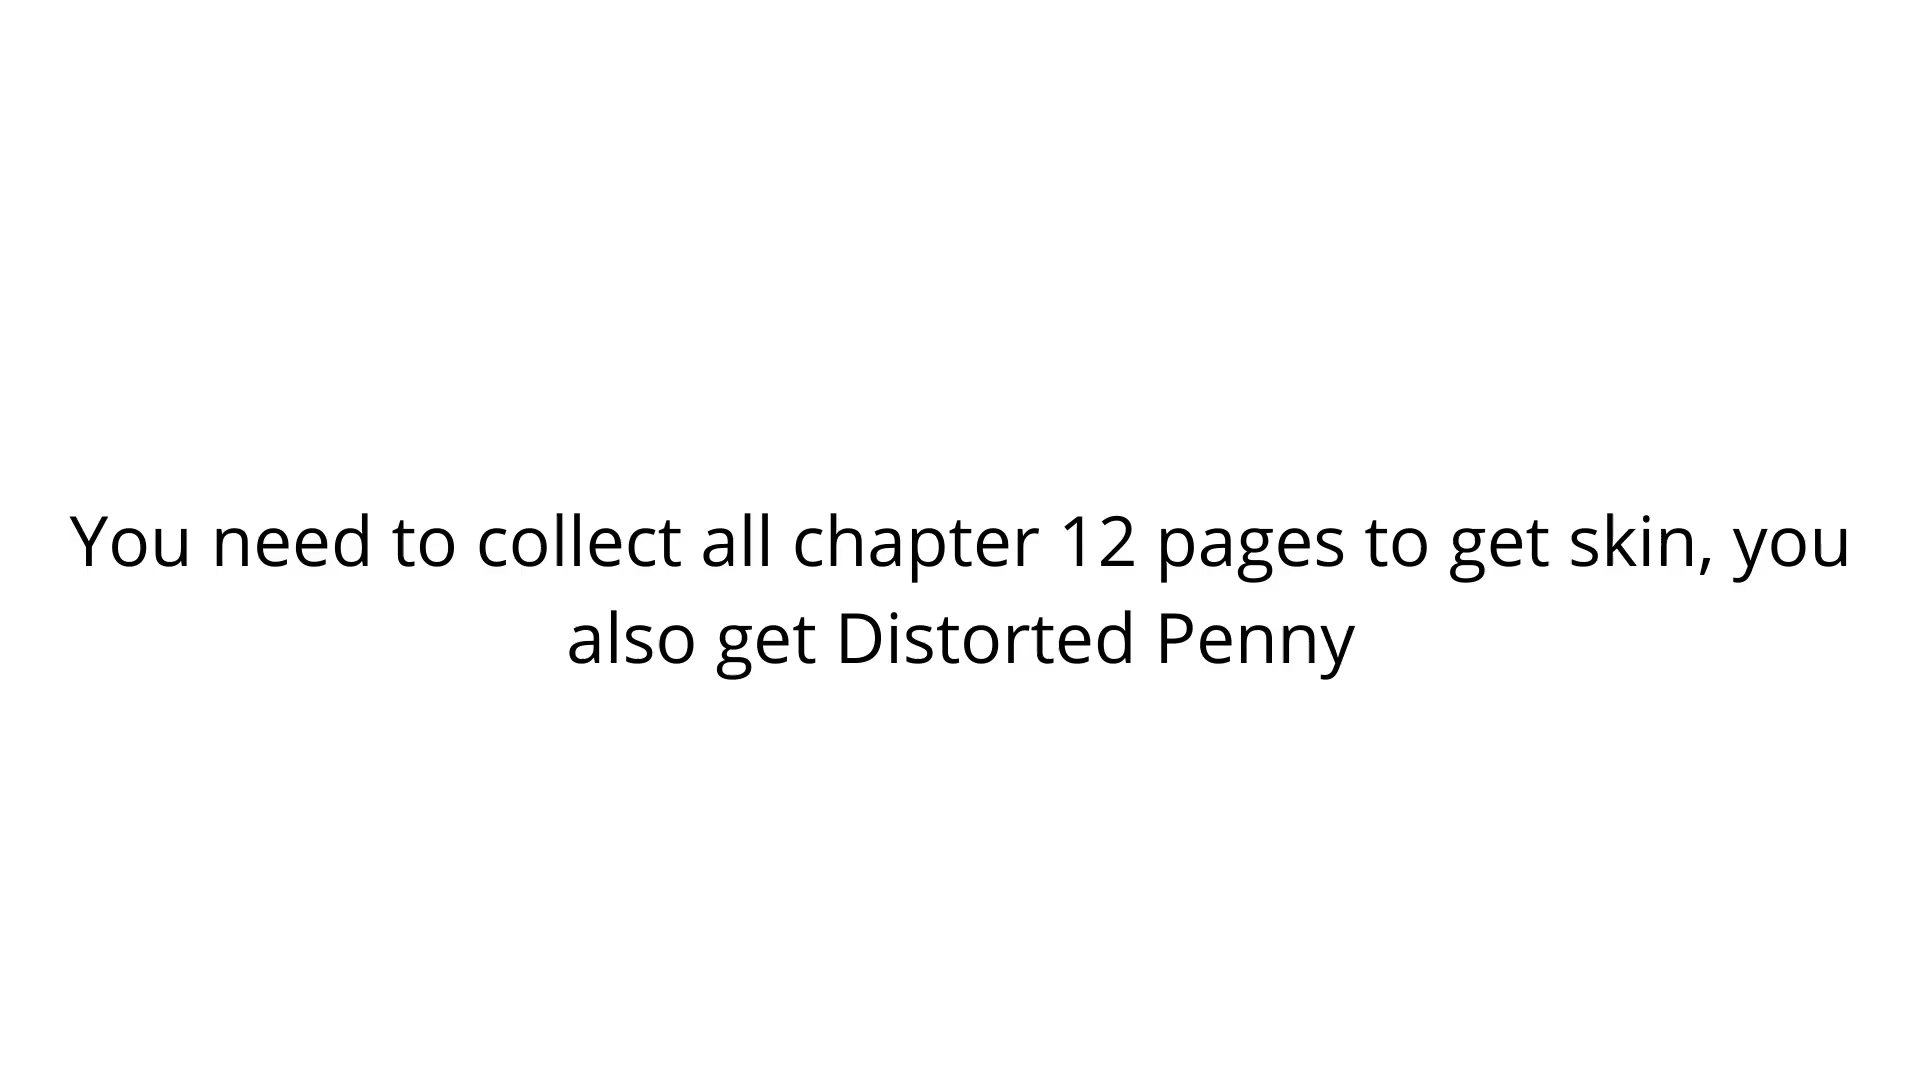 You need to collect all chapter 12 pages to get skin, you
also get Distorted Penny